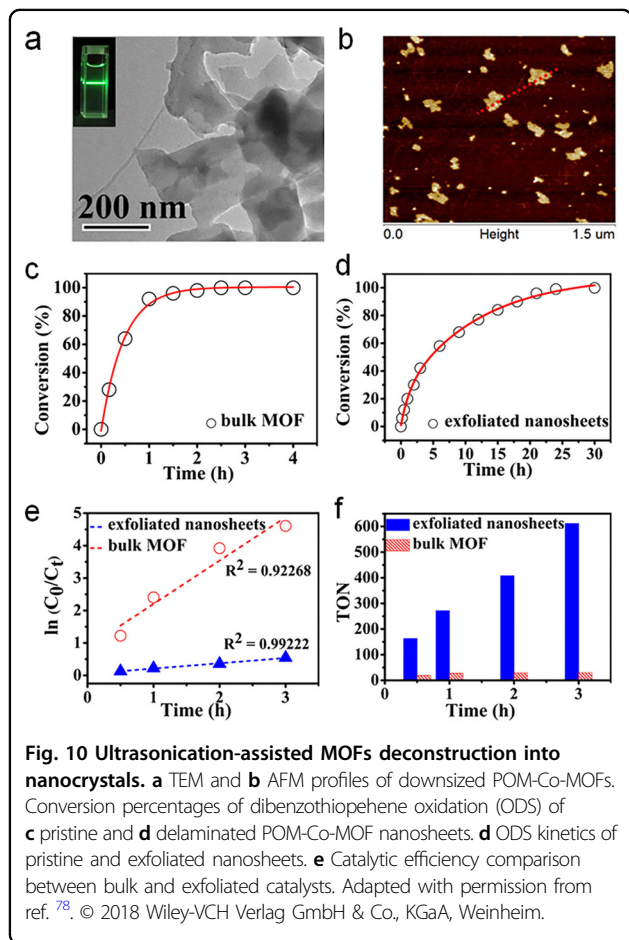 a
200 nm
b
0.0 Height 1.5 um
c
Conversion (%)
100
80
60
40
20
0
bulk MOF
0 1 2 3 4
Time (h)
d
Conversion (%)
100
80
60
40
20
0
exfoliated nanosheets
0 5 10 15 20 25 30
Time (h)
e
ln (C0/Ct)
5
4
3
2
1
0
exfoliated nanosheets
bulk MOF
R² = 0.92268
R² = 0.99222
0 1 2 3
Time (h)
f
TON
600
500
400
300
200
100
0
exfoliated nanosheets
bulk MOF
0 1 2 3
Time (h)
Fig. 10 Ultrasonication-assisted MOFs deconstruction into
nanocrystals. a TEM and b AFM profiles of downsized POM-Co-MOFs.
Conversion percentages of dibenzothiopehene oxidation (ODS) of
c pristine and d delaminated POM-Co-MOF nanosheets. d ODS kinetics of
pristine and exfoliated nanosheets. e Catalytic efficiency comparison
between bulk and exfoliated catalysts. Adapted with permission from
ref. 78. © 2018 Wiley-VCH Verlag GmbH & Co., KGaA, Weinheim.